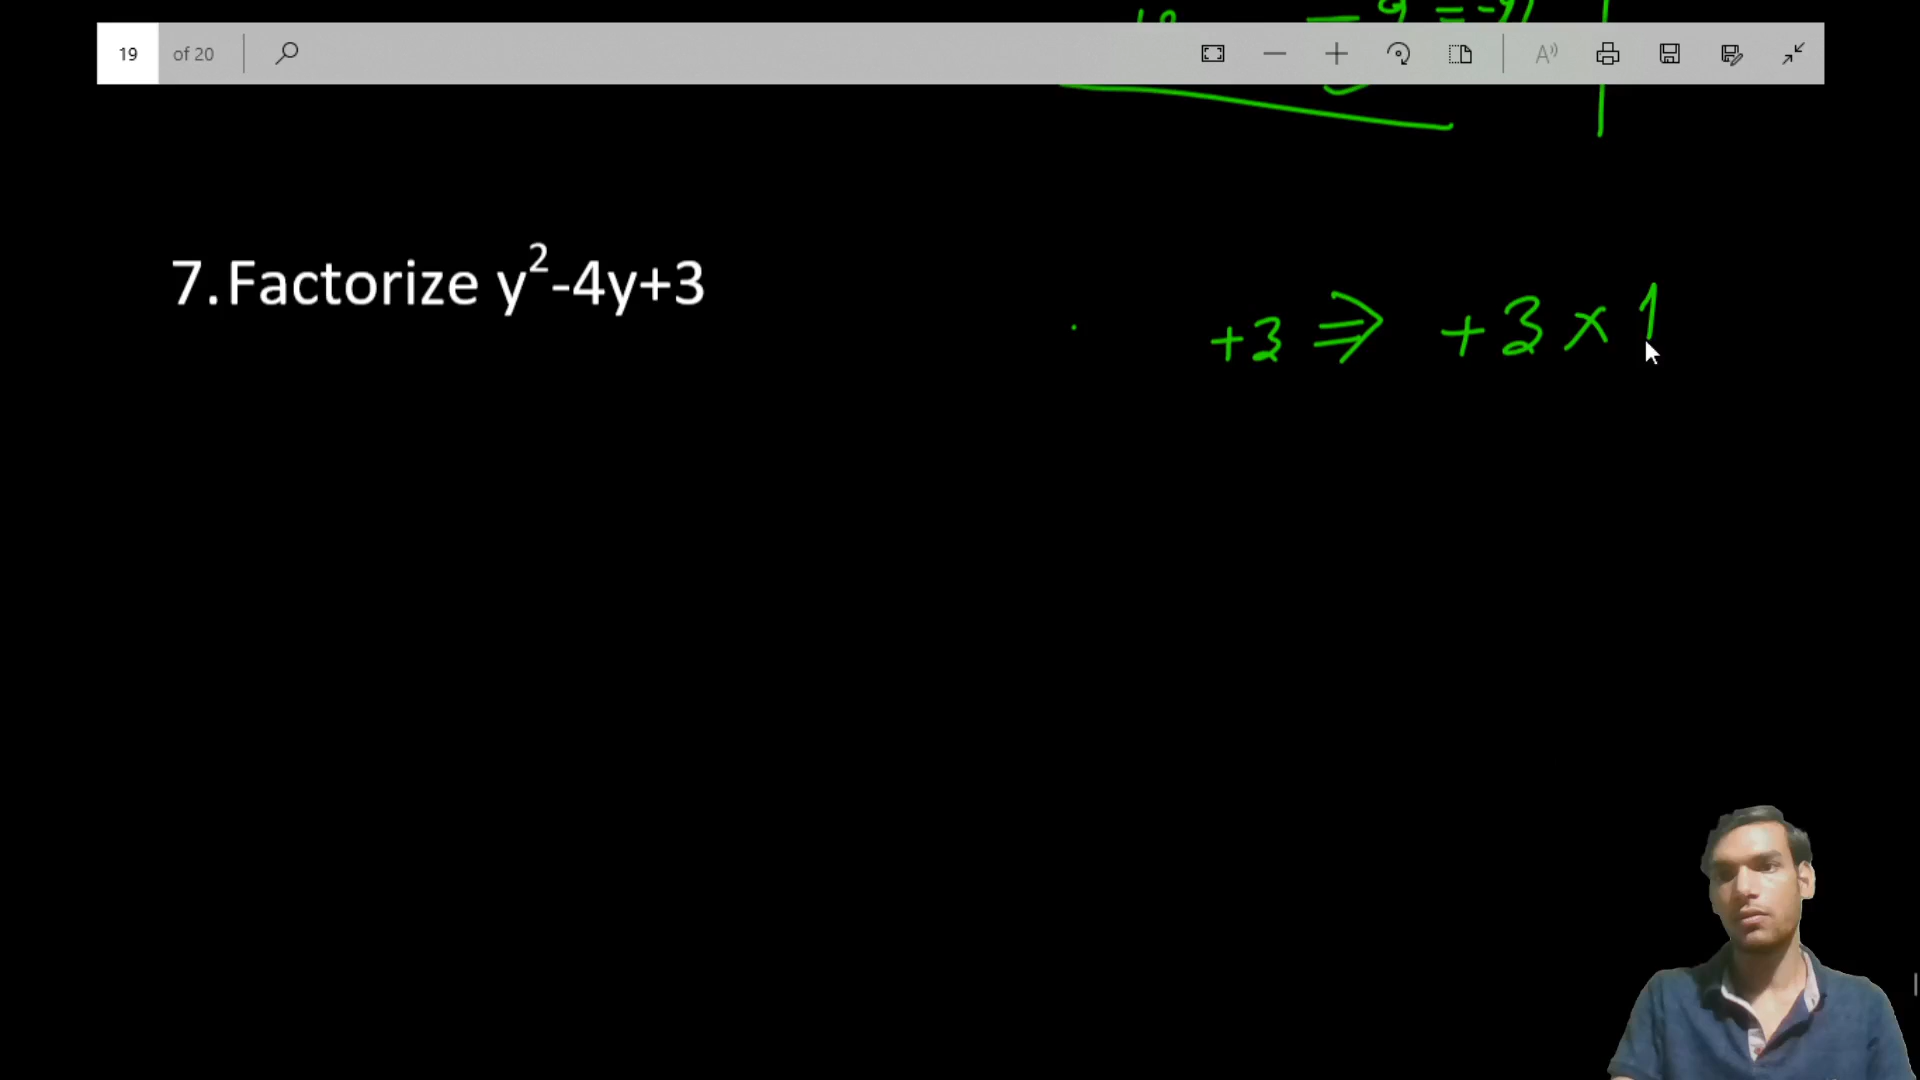 19 of 20
7. Factorize y²-4y+3
+3 ⇒ +3 × 1